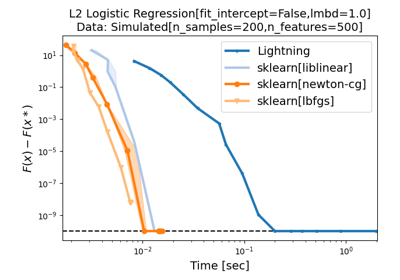 L2 Logistic Regression[fit_intercept=False,lmbd=1.0]
Data: Simulated[n_samples=200,n_features=500]
Lightning
sklearn[liblinear]
sklearn[newton-cg]
sklearn[lbfgs]
F(x) − F(x*)
10¹
10⁻¹
10⁻³
10⁻⁵
10⁻⁷
10⁻⁹
10⁻² 10⁻¹ 10⁰
Time [sec]